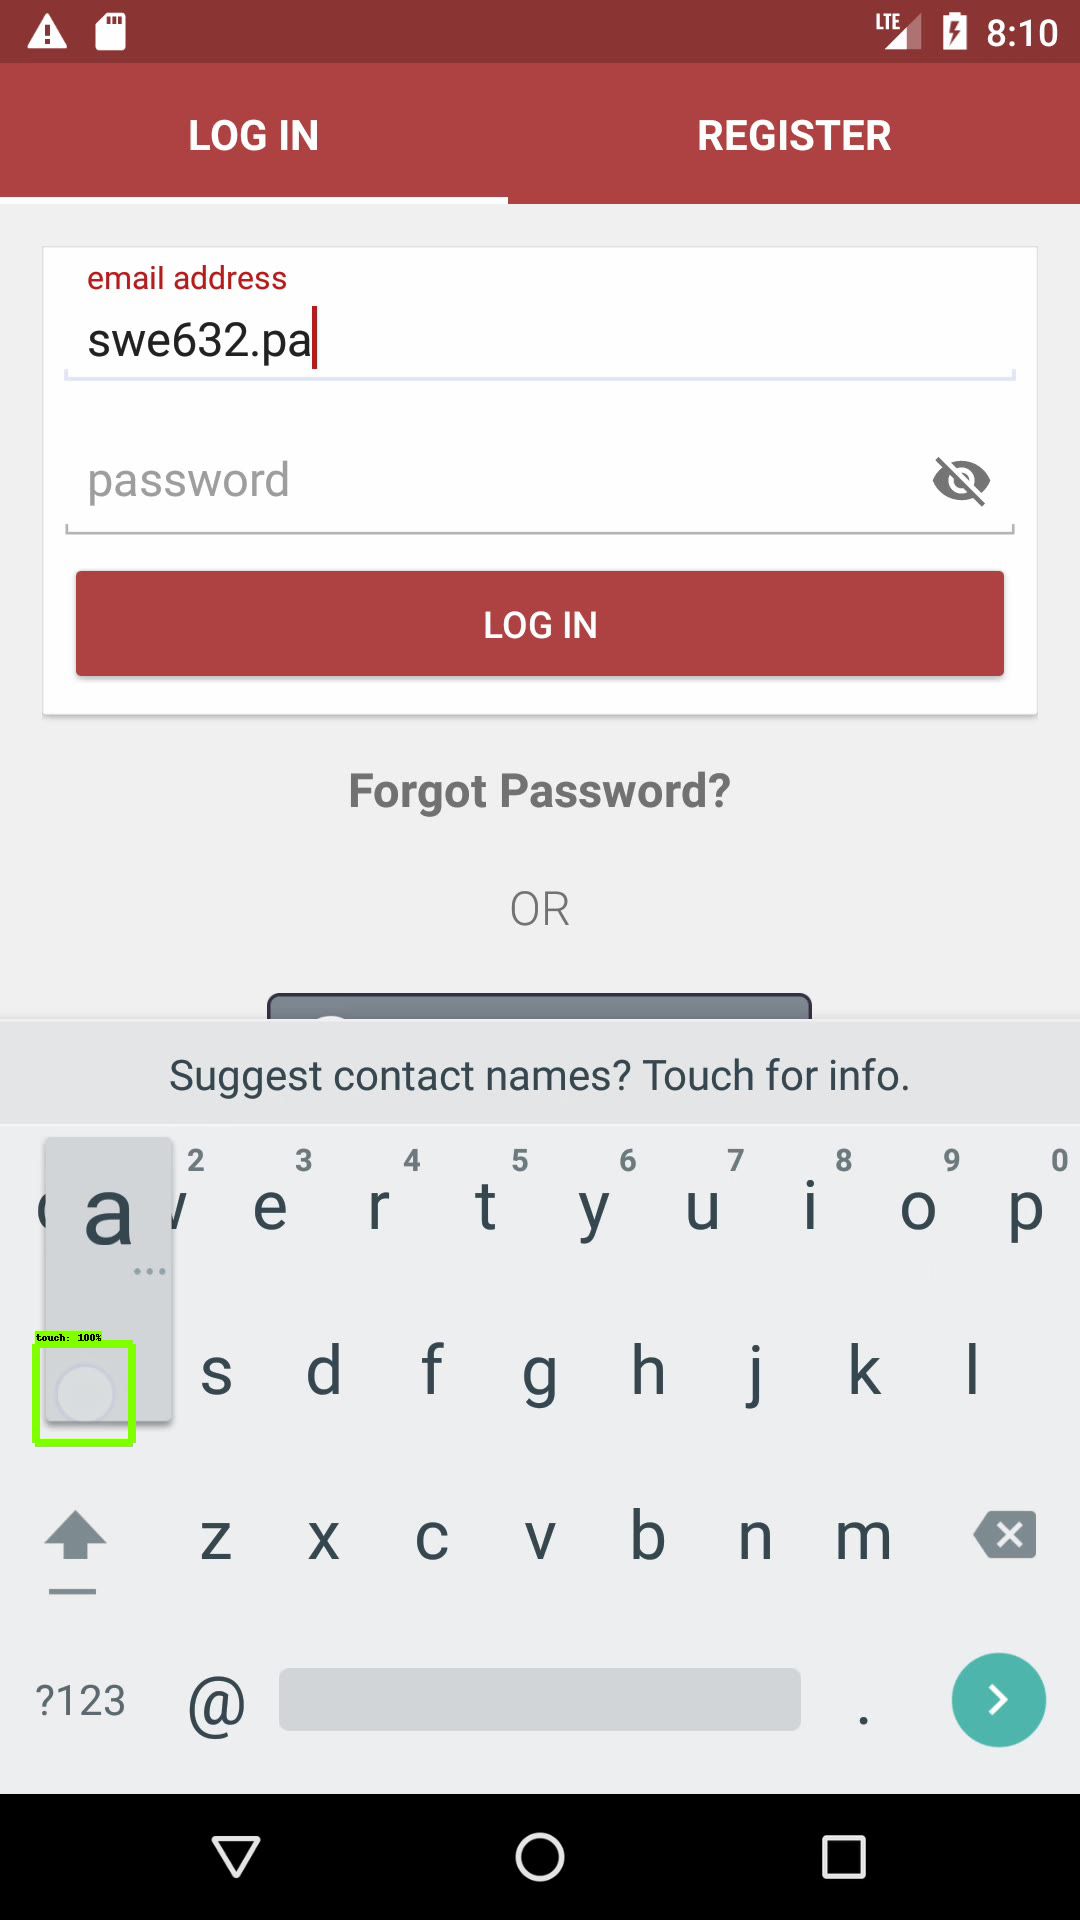 LTE 8:10
LOG IN REGISTER
email address
swe632.pa
password
LOG IN
Forgot Password?
OR
Suggest contact names? Touch for info.
2 3 4 5 6 7 8 9 0
a e r t y u i o p
touch: 100%
s d f g h j k l
z x c v b n m
?123 @ .